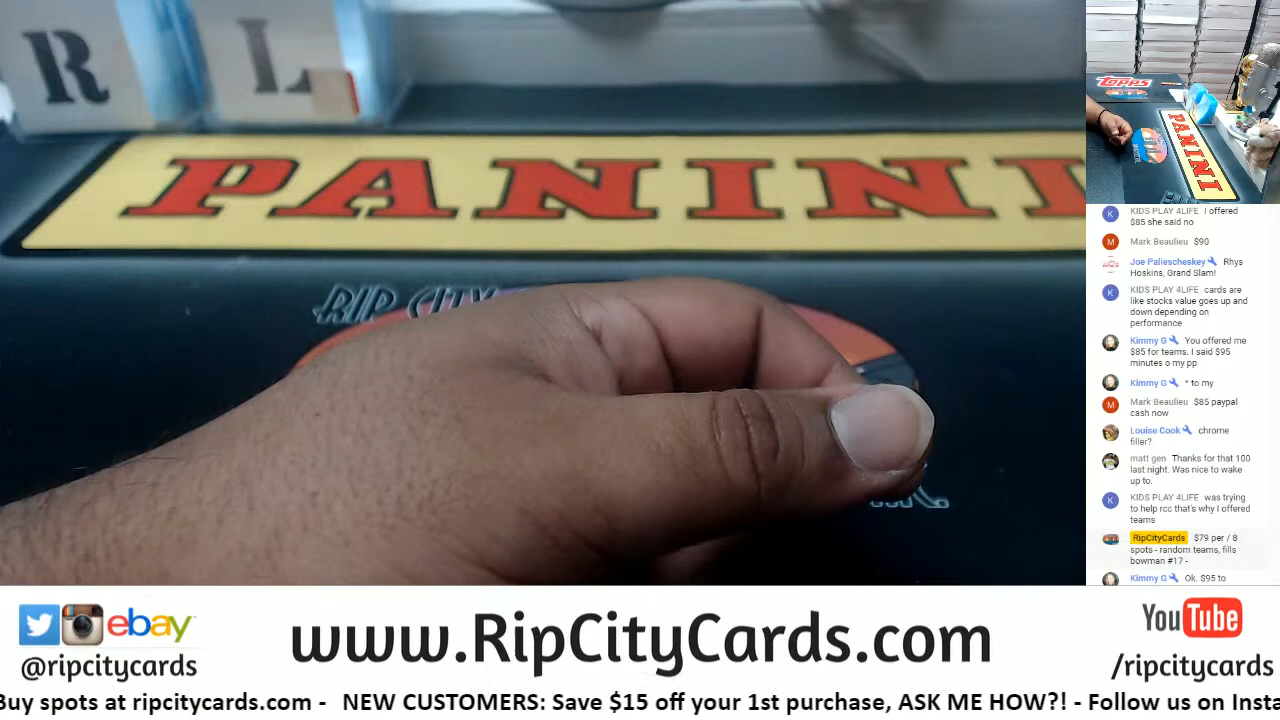 R L
PANINI
RIP CITY
topps
PANINI
KIDS PLAY 4LIFE I offered
$85 she said no
Mark Beaulieu $90
Joe Paliescheskey Rhys
Hoskins, Grand Slam!
KIDS PLAY 4LIFE cards are
like stocks value goes up and
down depending on
performance
Kimmy G You offered me
$85 for teams. I said $95
minutes o my pp
Kimmy G * to my
Mark Beaulieu $85 paypal
cash now
Louise Cook chrome
filler?
matt gen Thanks for that 100
last night. Was nice to wake
up to.
KIDS PLAY 4LIFE was trying
to help rcc that's why I offered
teams
RipCityCards $79 per / 8
spots - random teams, fills
bowman #17 -
Kimmy G Ok. $95 to
ebay
@ripcitycards
www.RipCityCards.com
YouTube
/ripcitycards
Buy spots at ripcitycards.com - NEW CUSTOMERS: Save $15 off your 1st purchase, ASK ME HOW?! - Follow us on Insta